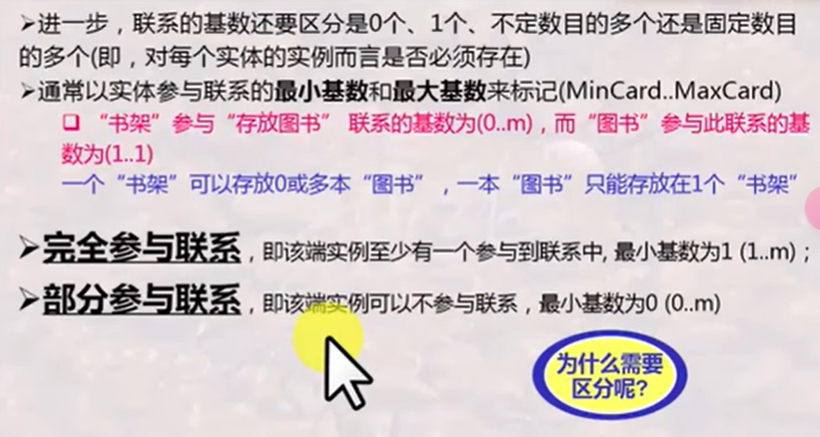 ➢进一步，联系的基数还要区分是0个、1个、不定数目的多个还是固定数目
的多个(即，对每个实体的实例而言是否必须存在)
➢通常以实体参与联系的最小基数和最大基数来标记(MinCard..MaxCard)
❑ “书架”参与“存放图书” 联系的基数为(0..m)，而“图书”参与此联系的基
数为(1..1)
一个“书架”可以存放0或多本“图书”，一本“图书”只能存放在1个“书架”
➢完全参与联系，即该端实例至少有一个参与到联系中, 最小基数为1 (1..m)；
➢部分参与联系，即该端实例可以不参与联系，最小基数为0 (0..m)
为什么需要
区分呢?